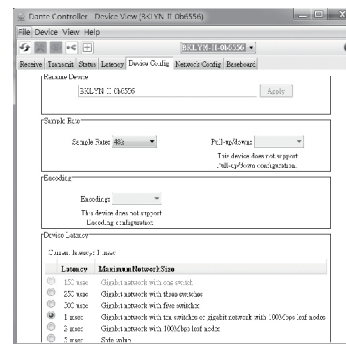 Dante Controller - Device View (BKLYN-II-0b6556)
File Device View Help
BKLYN-II-0b6556
Receive Transmit Status Latency Device Config Network Config Baseboard
Rename Device
BKLYN-II-0b6556 Apply
Sample Rate
Sample Rate: 48k Pull-up/downs:
This device does not support
Pull-up/down configuration.
Encoding
Encoding:
This device does not support
Encoding configuration.
Device Latency
Current latency: 1 msec
Latency Maximum Network Size
150 usec Gigabit network with one switch
250 usec Gigabit network with three switches
500 usec Gigabit network with five switches
1 msec Gigabit network with ten switches or gigabit network with 100Mbps leaf nodes
2 msec Gigabit network with 100Mbps leaf nodes
5 msec Safe value